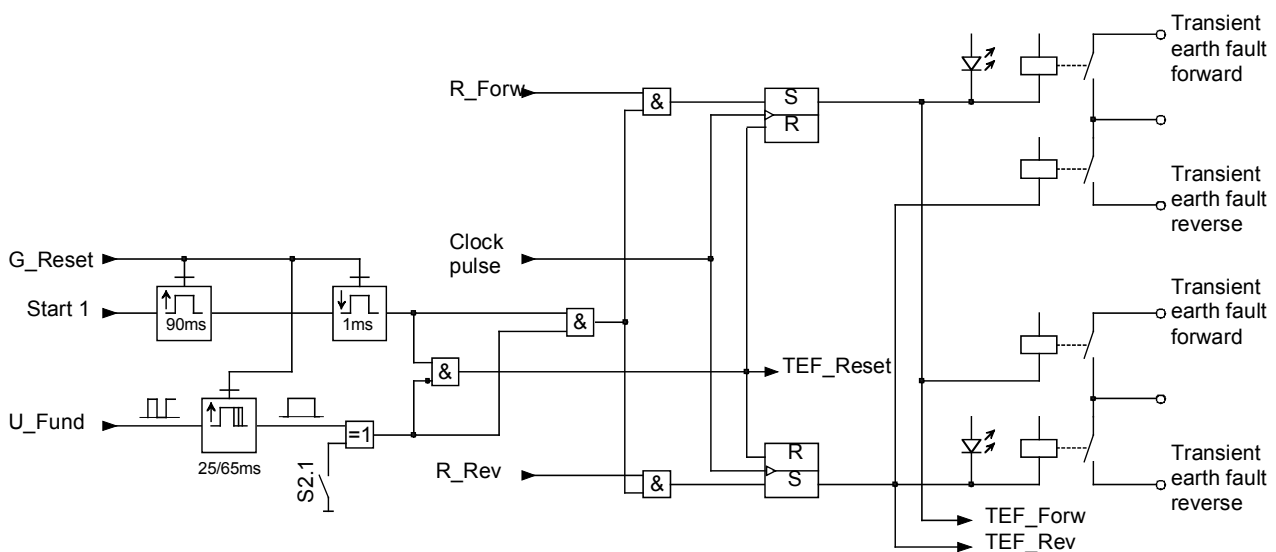 Transient
earth fault
forward
R_Forw
&
S
R
Transient
earth fault
reverse
Clock
pulse
G_Reset
Start 1
90ms
1ms
&
Transient
earth fault
forward
&
TEF_Reset
U_Fund
=1
25/65ms
S2.1
R_Rev
&
R
S
Transient
earth fault
reverse
TEF_Forw
TEF_Rev